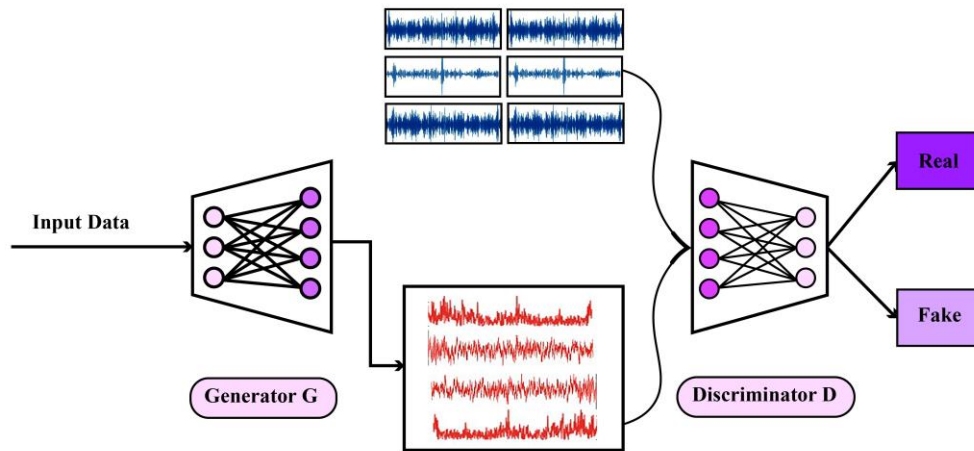 Input Data
Real
Fake
Generator G
Discriminator D